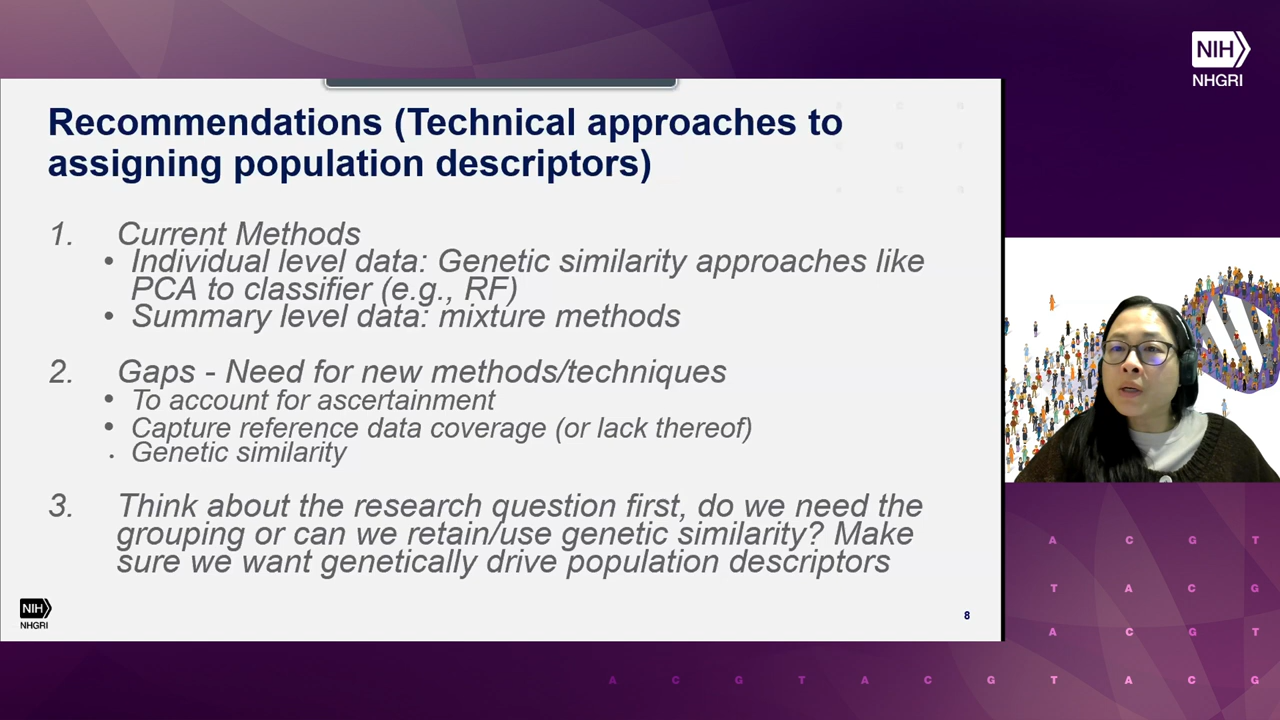 NIH
NHGRI
Recommendations (Technical approaches to
assigning population descriptors)
1. Current Methods
• Individual level data: Genetic similarity approaches like
PCA to classifier (e.g., RF)
• Summary level data: mixture methods
2. Gaps - Need for new methods/techniques
• To account for ascertainment
• Capture reference data coverage (or lack thereof)
• Genetic similarity
3. Think about the research question first, do we need the
grouping or can we retain/use genetic similarity? Make
sure we want genetically drive population descriptors
NIH
NHGRI
8
A C G T
T A C G
A C G T
A C G T A C G T A C G